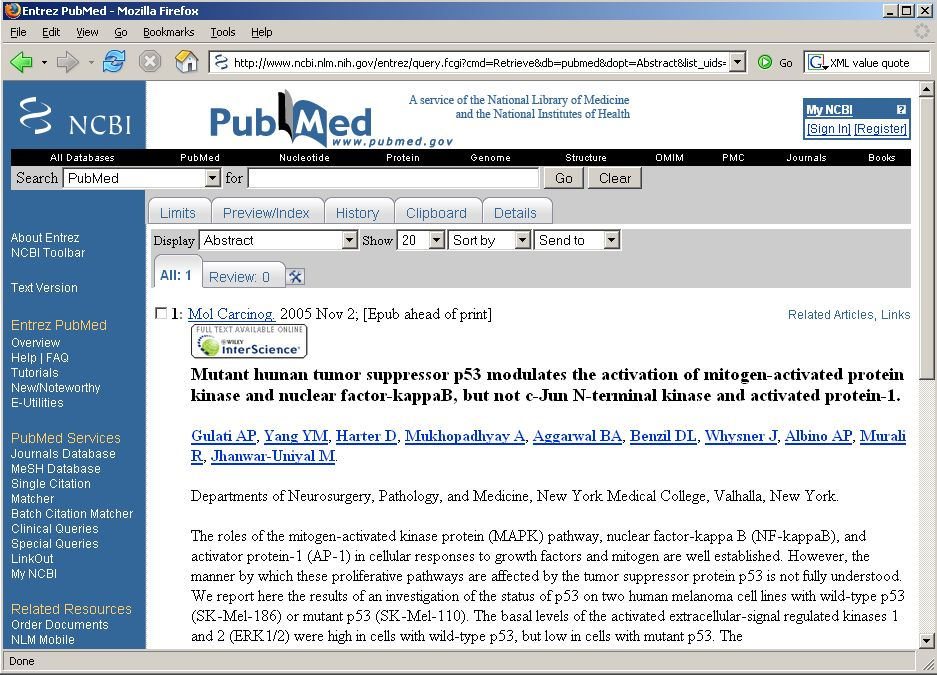 Entrez PubMed - Mozilla Firefox
File Edit View Go Bookmarks Tools Help
http://www.ncbi.nlm.nih.gov/entrez/query.fcgi?cmd=Retrieve&db=pubmed&dopt=Abstract&list_uids= Go XML value quote
NCBI
PubMed
www.pubmed.gov
A service of the National Library of Medicine
and the National Institutes of Health
My NCBI ?
[Sign In] [Register]
All Databases PubMed Nucleotide Protein Genome Structure OMIM PMC Journals Books
Search PubMed for Go Clear
Limits Preview/Index History Clipboard Details
Display Abstract Show 20 Sort by Send to
All: 1 Review: 0
About Entrez
NCBI Toolbar
Text Version
Entrez PubMed
Overview
Help | FAQ
Tutorials
New/Noteworthy
E-Utilities
PubMed Services
Journals Database
MeSH Database
Single Citation
Matcher
Batch Citation Matcher
Clinical Queries
Special Queries
LinkOut
My NCBI
Related Resources
Order Documents
NLM Mobile
1: Mol Carcinog. 2005 Nov 2; [Epub ahead of print] Related Articles, Links
FULL TEXT AVAILABLE ONLINE
WILEY
InterScience®
Mutant human tumor suppressor p53 modulates the activation of mitogen-activated protein
kinase and nuclear factor-kappaB, but not c-Jun N-terminal kinase and activated protein-1.
Gulati AP, Yang YM, Harter D, Mukhopadhyay A, Aggarwal BA, Benzil DL, Whysner J, Albino AP, Murali
R, Jhanwar-Uniyal M.
Departments of Neurosurgery, Pathology, and Medicine, New York Medical College, Valhalla, New York.
The roles of the mitogen-activated kinase protein (MAPK) pathway, nuclear factor-kappa B (NF-kappaB), and
activator protein-1 (AP-1) in cellular responses to growth factors and mitogen are well established. However, the
manner by which these proliferative pathways are affected by the tumor suppressor protein p53 is not fully understood.
We report here the results of an investigation of the status of p53 on two human melanoma cell lines with wild-type p53
(SK-Mel-186) or mutant p53 (SK-Mel-110). The basal levels of the activated extracellular-signal regulated kinases 1
and 2 (ERK1/2) were high in cells with wild-type p53, but low in cells with mutant p53. The
Done